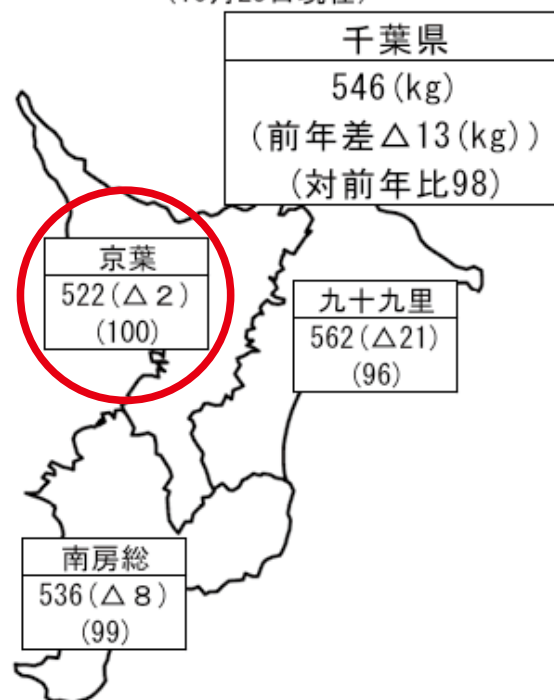 千葉県
546(kg)
(前年差△13(kg))
(対前年比98)
京葉
522(△２)
(100)
九十九里
562(△21)
(96)
南房総
536(△８)
(99)